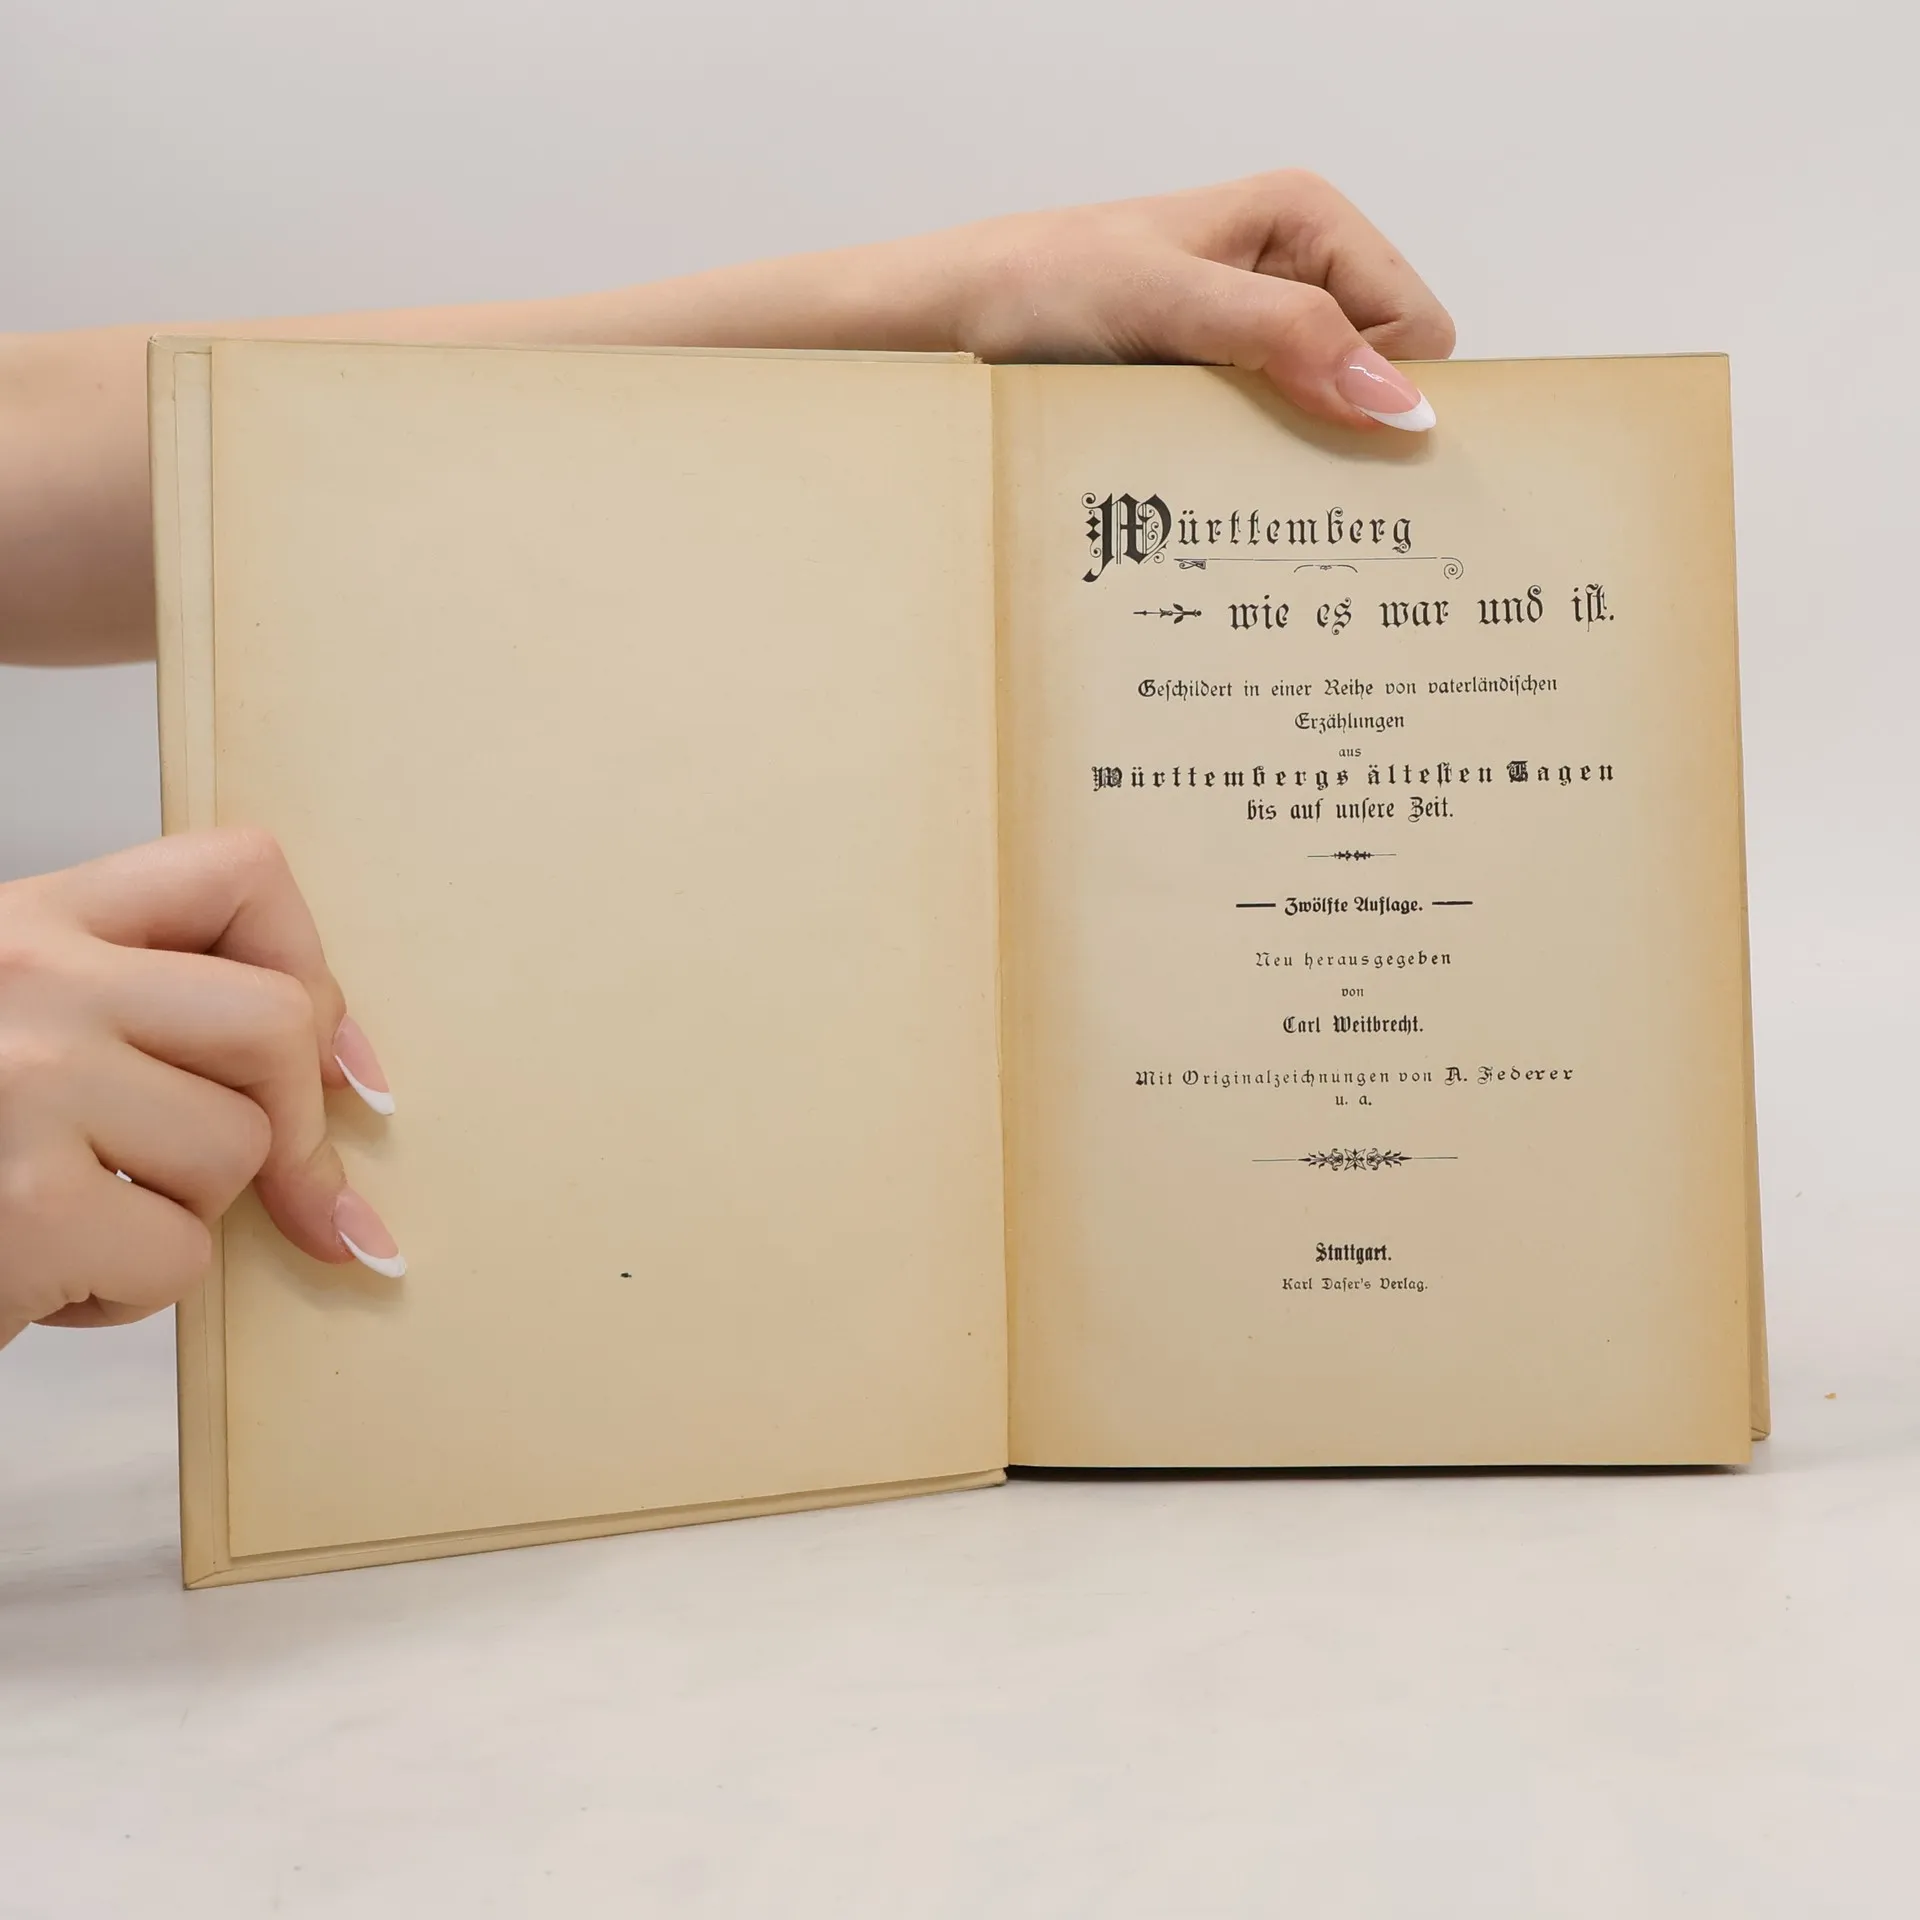 Württemberg
wie es war und ist.
Geschildert in einer Reihe von vaterländischen
Erzählungen
aus
Württembergs ältesten Tagen
bis auf unsere Zeit.
Zwölfte Auflage.
Neu herausgegeben
von
Carl Weitbrecht.
Mit Originalzeichnungen von A. Federer
u. a.
Stuttgart.
Karl Daser's Verlag.